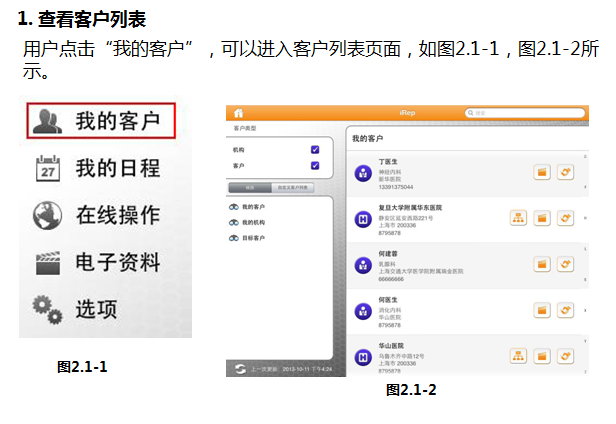 1. 查看客户列表
用户点击“我的客户”，可以进入客户列表页面，如图2.1-1，图2.1-2所
示。
我的客户
27
我的日程
在线操作
电子资料
选项
图2.1-1
iRep
搜索
客户类型
机构
客户
自定义客户列表
我的客户
我的机构
目标客户
上一次更新 2013-10-11 下午4:24
我的客户
丁医生
神经内科
新华医院
13391375044
复旦大学附属华东医院
静安区延安西路221号
上海市 200336
8795878
何建蓉
乳腺科
上海交通大学医学院附属瑞金医院
66666666
何医生
消化内科
华山医院
8795878
华山医院
乌鲁木齐中路12号
上海市 200336
8795878
图2.1-2